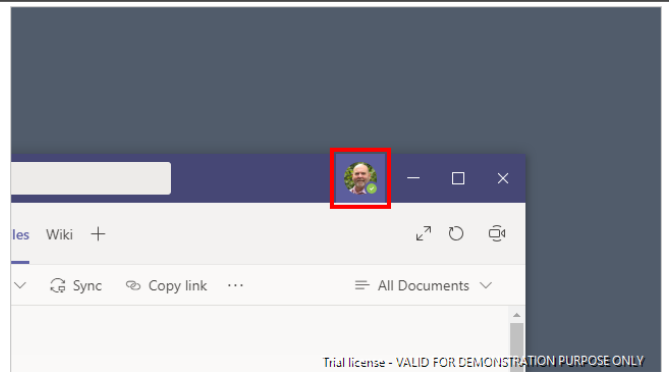 les Wiki
Sync Copy link ··· All Documents
Trial license - VALID FOR DEMONSTRATION PURPOSE ONLY